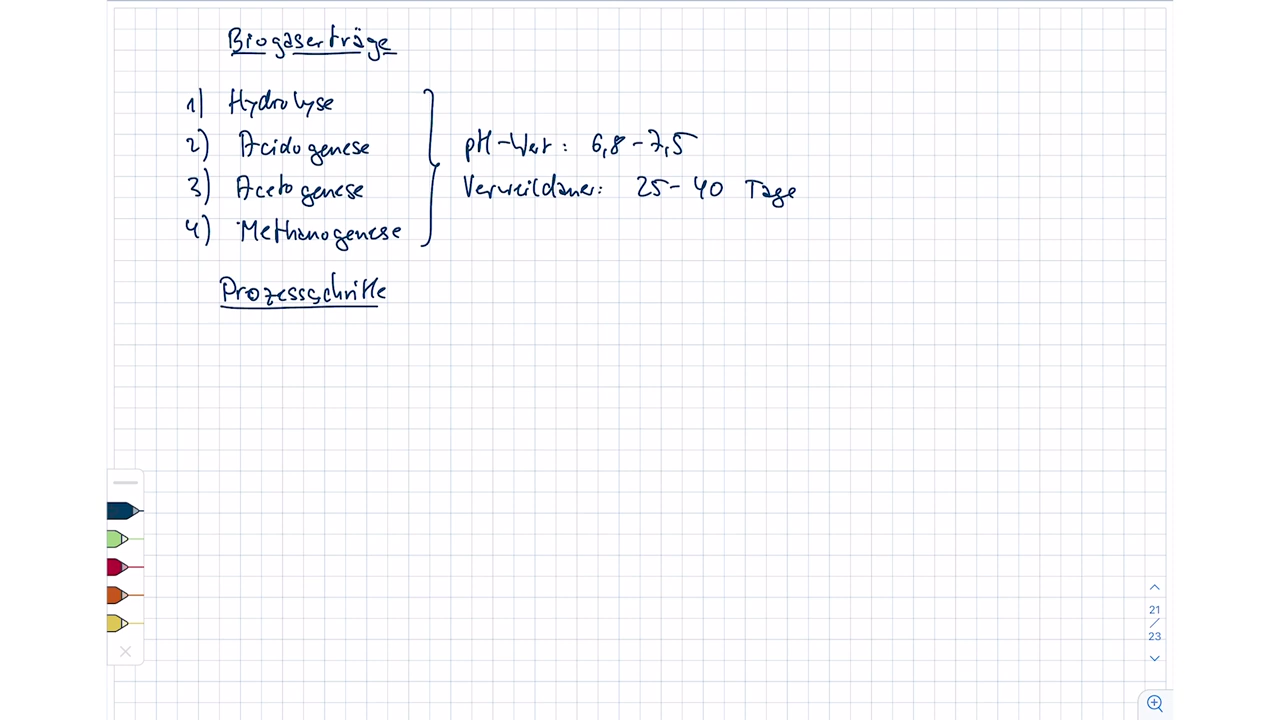 Biogaserträge
1) Hydrolyse
2) Acidogenese
3) Acetogenese
4) Methanogenese
pH-Wert: 6,8-7,5
Verweildauer: 25-40 Tage
Prozessschritte
21
/
23